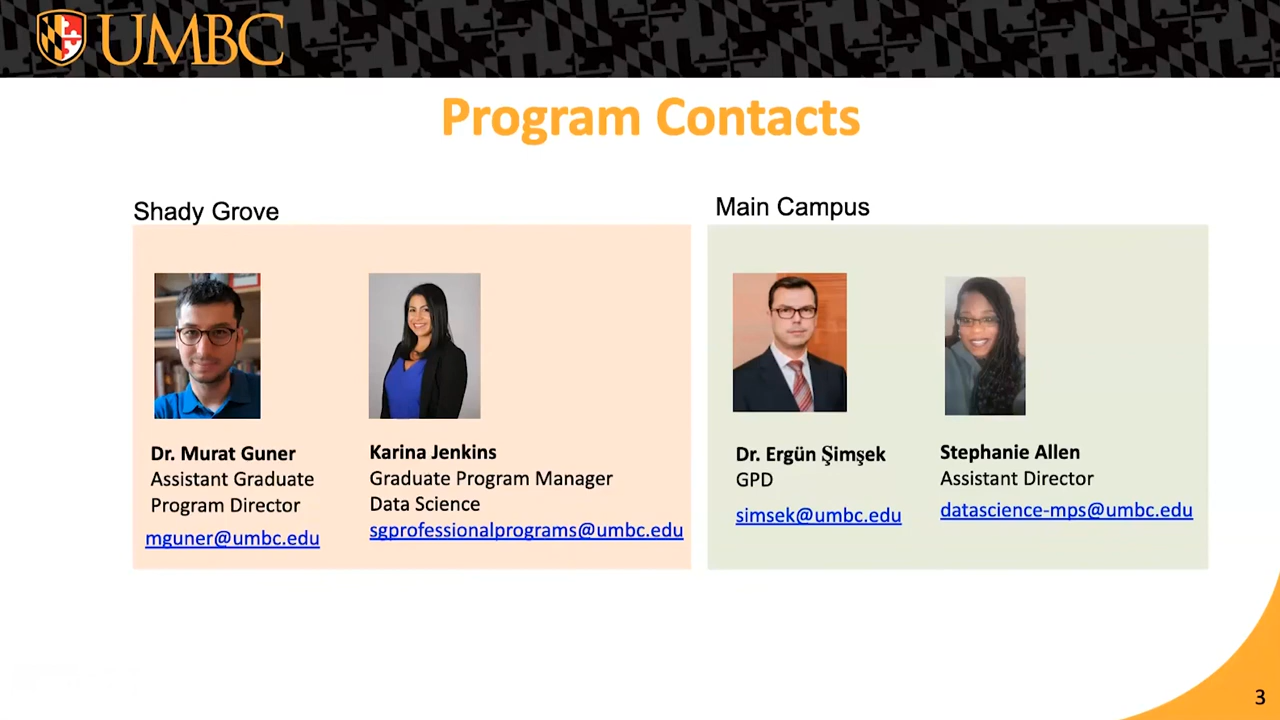 UMBC
Program Contacts
Shady Grove
Dr. Murat Guner
Assistant Graduate
Program Director
mguner@umbc.edu
Karina Jenkins
Graduate Program Manager
Data Science
sgprofessionalprograms@umbc.edu
Main Campus
Dr. Ergün Şimşek
GPD
simsek@umbc.edu
Stephanie Allen
Assistant Director
datascience-mps@umbc.edu
3